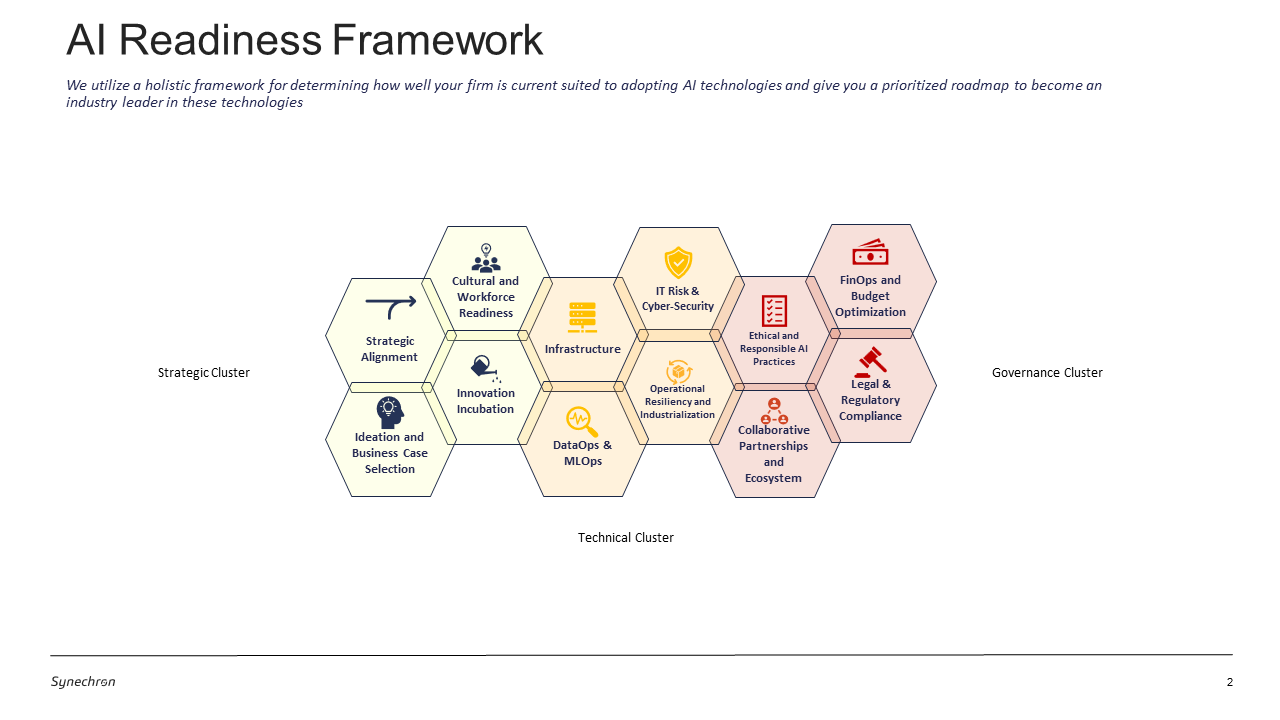 AI Readiness Framework
We utilize a holistic framework for determining how well your firm is current suited to adopting AI technologies and give you a prioritized roadmap to become an
industry leader in these technologies
Strategic Cluster
Strategic
Alignment
Cultural and
Workforce
Readiness
Ideation and
Business Case
Selection
Innovation
Incubation
Infrastructure
IT Risk &
Cyber-Security
DataOps &
MLOps
Operational
Resiliency and
Industrialization
Ethical and
Responsible AI
Practices
FinOps and
Budget
Optimization
Collaborative
Partnerships
and
Ecosystem
Legal &
Regulatory
Compliance
Governance Cluster
Technical Cluster
Synechron
2